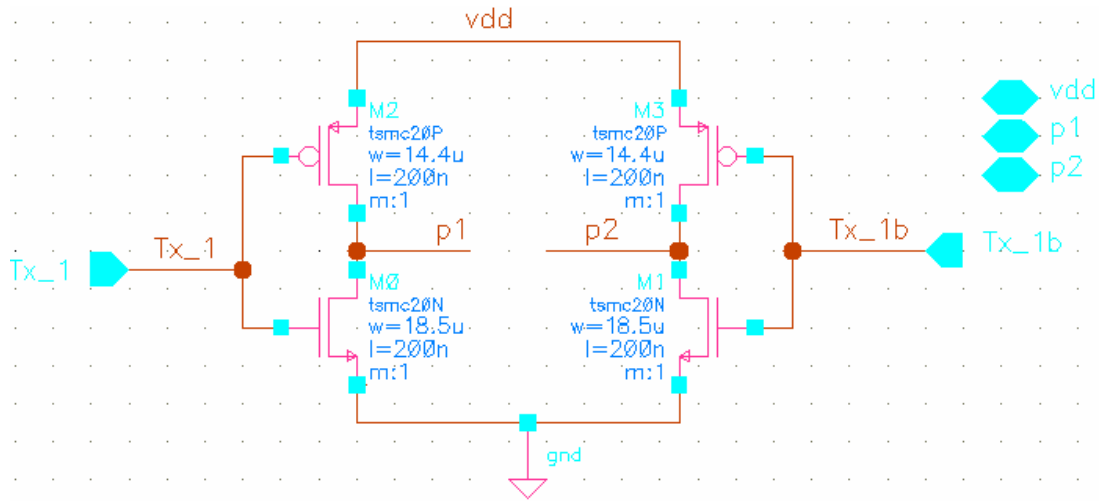 vdd
M2
tsmc20P
w=14.4u
l=200n
m:1
M3
tsmc20P
w=14.4u
l=200n
m:1
vdd
p1
p2
Tx_1
Tx_1
p1
p2
Tx_1b
Tx_1b
M0
tsmc20N
w=18.5u
l=200n
m:1
M1
tsmc20N
w=18.5u
l=200n
m:1
gnd